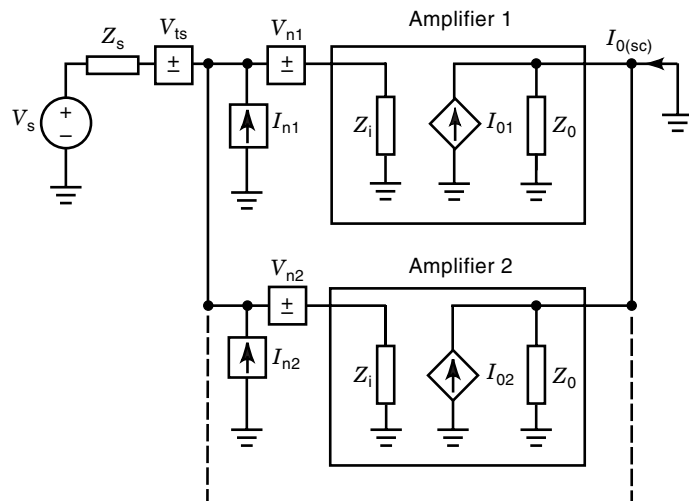 Amplifier 1
Z_s
V_ts
V_n1
I_0(sc)
±
±
V_s
+
−
I_n1
Z_i
I_01
Z_0
Amplifier 2
V_n2
±
I_n2
Z_i
I_02
Z_0